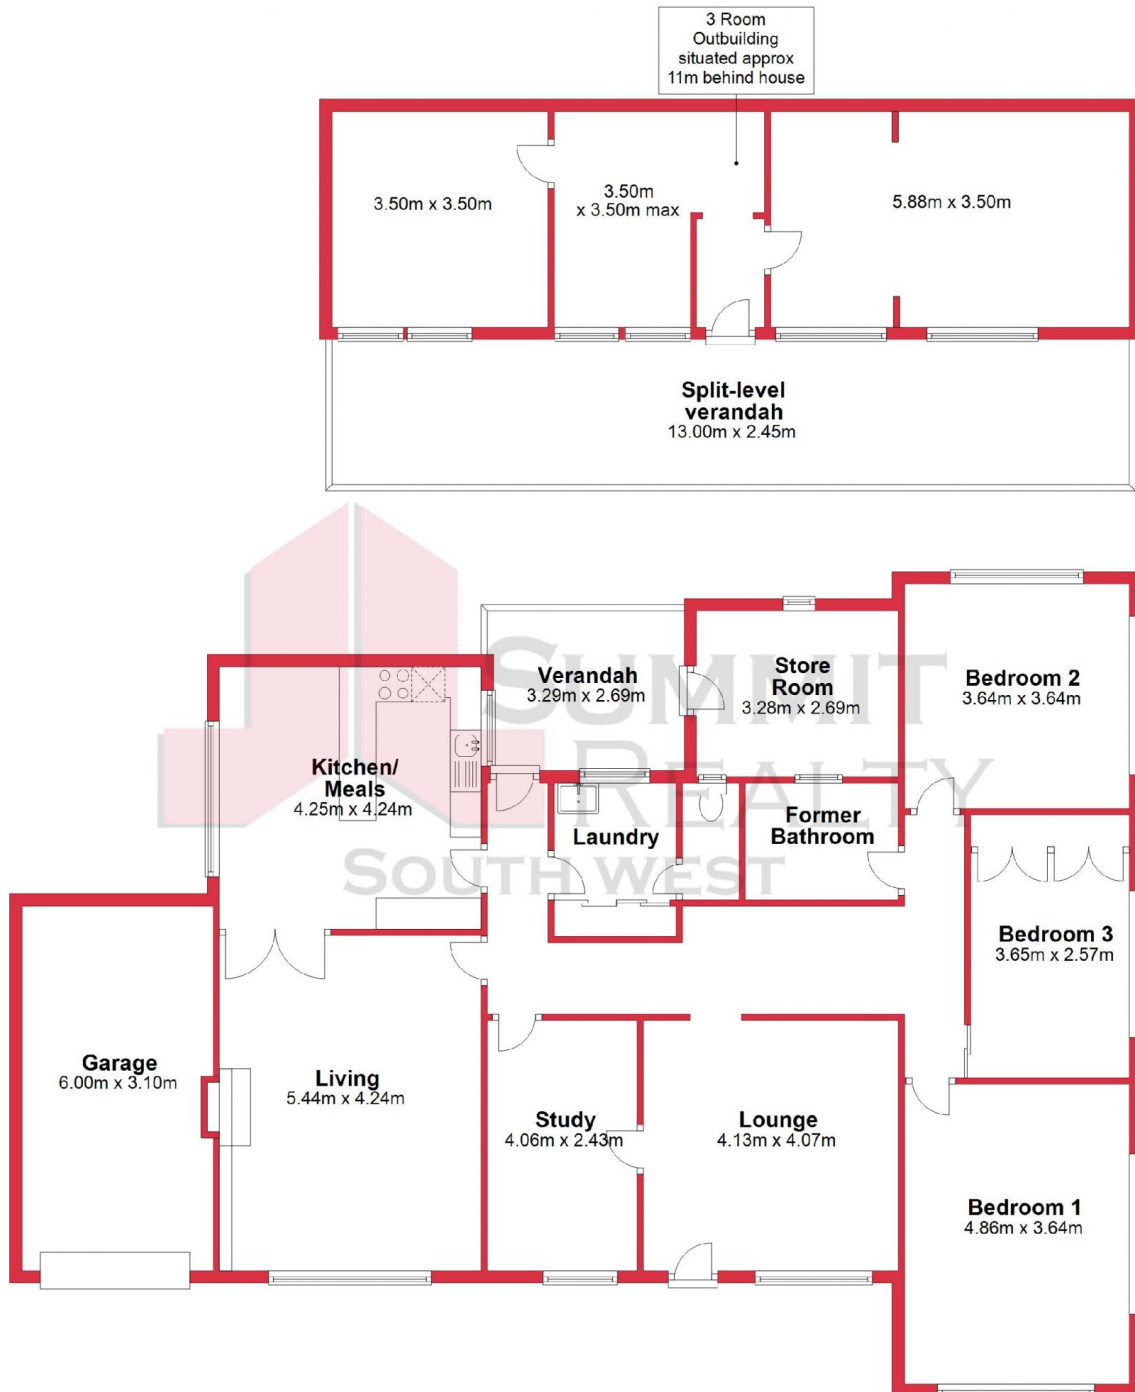 3 Room
Outbuilding
situated approx
11m behind house
3.50m x 3.50m
3.50m
x 3.50m max
5.88m x 3.50m
Split-level
verandah
13.00m x 2.45m
Verandah
3.29m x 2.69m
Store
Room
3.28m x 2.69m
Bedroom 2
3.64m x 3.64m
Kitchen/
Meals
4.25m x 4.24m
Laundry
Former
Bathroom
SUMMIT
REALTY
SOUTH WEST
Bedroom 3
3.65m x 2.57m
Garage
6.00m x 3.10m
Living
5.44m x 4.24m
Study
4.06m x 2.43m
Lounge
4.13m x 4.07m
Bedroom 1
4.86m x 3.64m